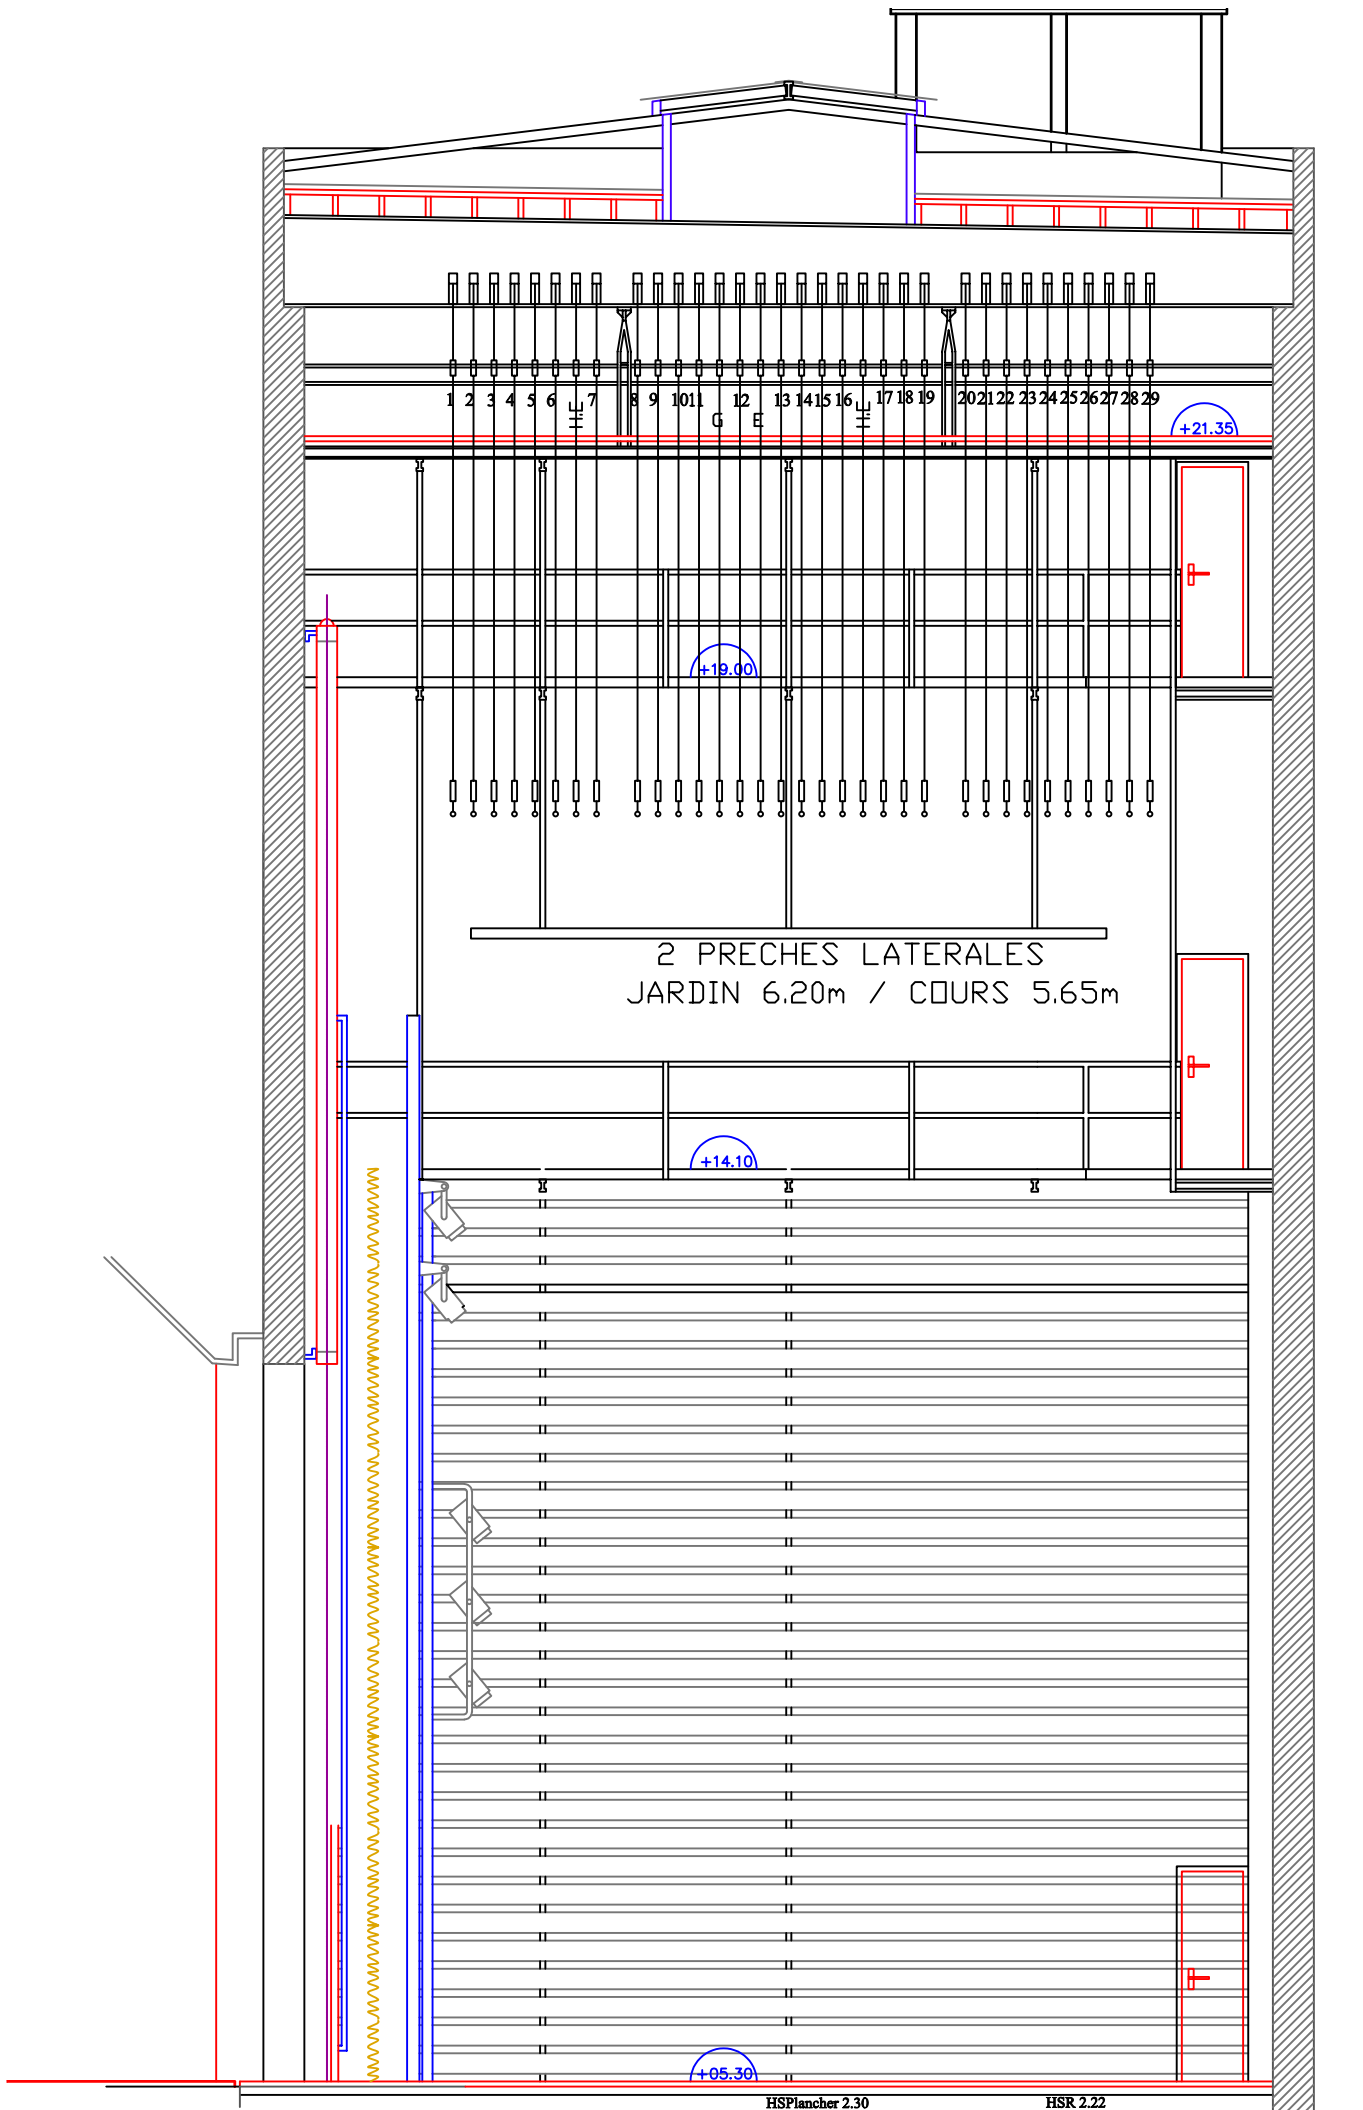 1 2 3 4 5 6 7 8 9 10 11 12 13 14 15 16 17 18 19 20 21 22 23 24 25 26 27 28 29
G E
+21.35
+19.00
2 PRECHES LATERALES
JARDIN 6.20m / COURS 5.65m
+14.10
+05.30
HSPlancher 2.30 HSR 2.22